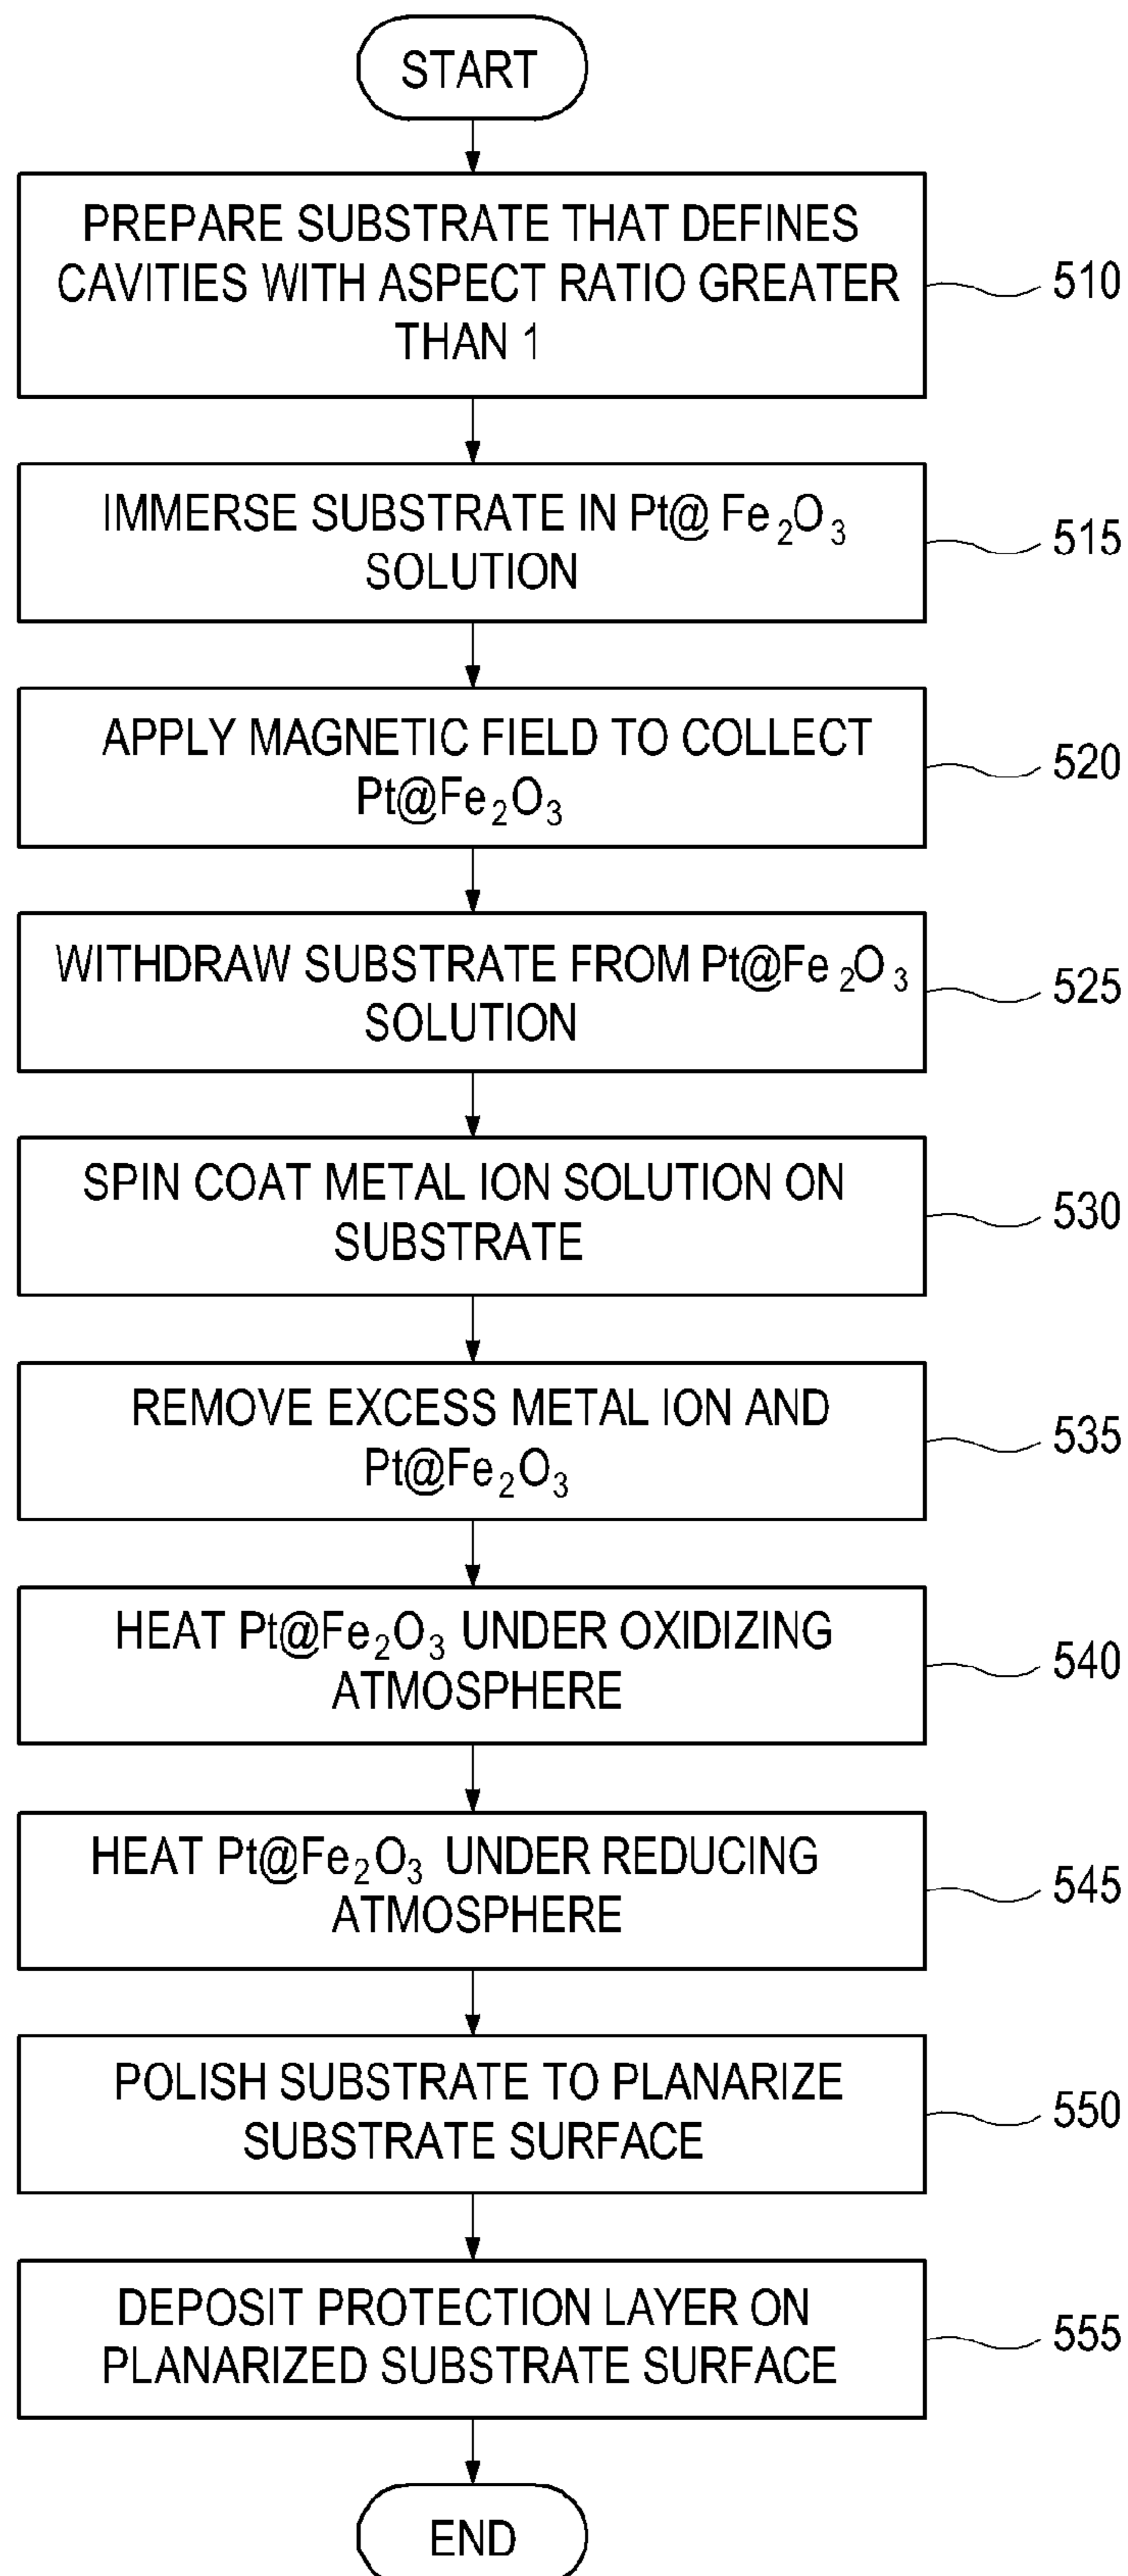 START
PREPARE SUBSTRATE THAT DEFINES
CAVITIES WITH ASPECT RATIO GREATER
THAN 1
510
IMMERSE SUBSTRATE IN Pt@ Fe₂O₃
SOLUTION
515
APPLY MAGNETIC FIELD TO COLLECT
Pt@Fe₂O₃
520
WITHDRAW SUBSTRATE FROM Pt@Fe₂O₃
SOLUTION
525
SPIN COAT METAL ION SOLUTION ON
SUBSTRATE
530
REMOVE EXCESS METAL ION AND
Pt@Fe₂O₃
535
HEAT Pt@Fe₂O₃ UNDER OXIDIZING
ATMOSPHERE
540
HEAT Pt@Fe₂O₃ UNDER REDUCING
ATMOSPHERE
545
POLISH SUBSTRATE TO PLANARIZE
SUBSTRATE SURFACE
550
DEPOSIT PROTECTION LAYER ON
PLANARIZED SUBSTRATE SURFACE
555
END